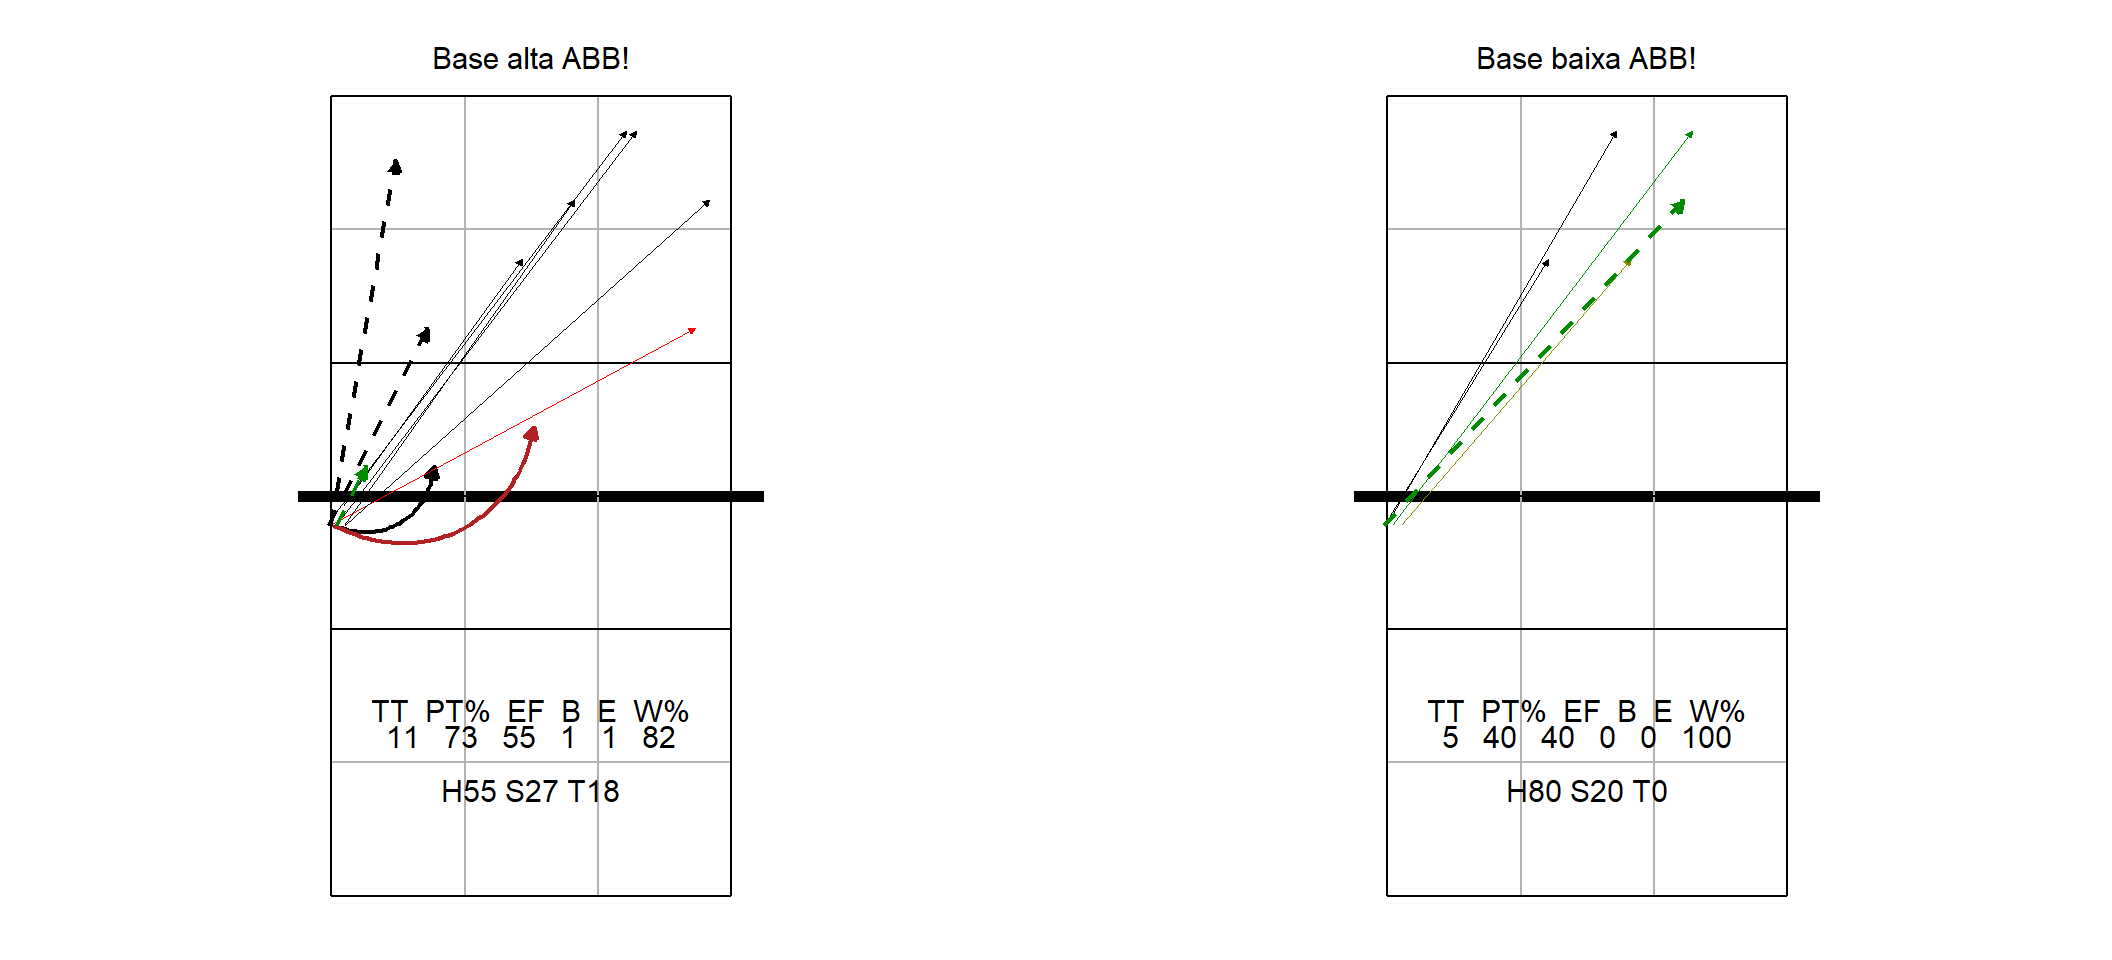 Base alta ABB!
TT PT% EF B E W%
11 73 55 1 1 82
H55 S27 T18
Base baixa ABB!
TT PT% EF B E W%
5 40 40 0 0 100
H80 S20 T0